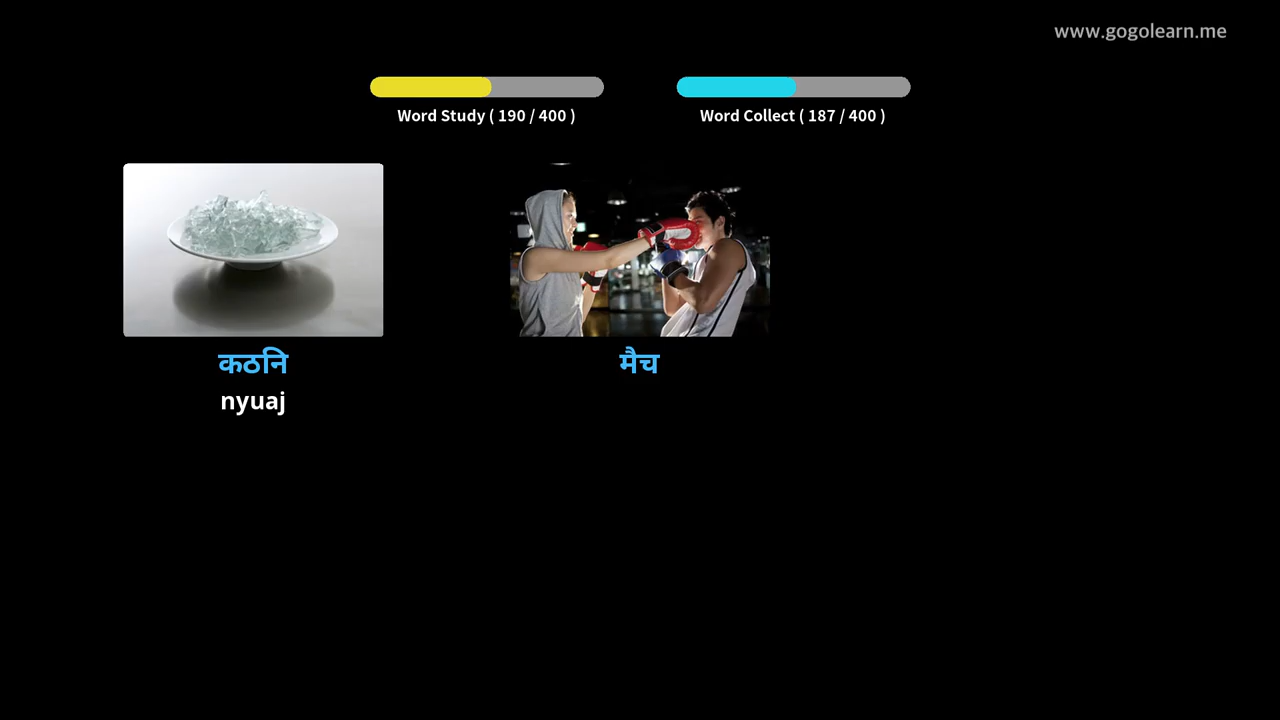 www.gogolearn.me
Word Study ( 190 / 400 )
Word Collect ( 187 / 400 )
कठनि
nyuaj
मैच